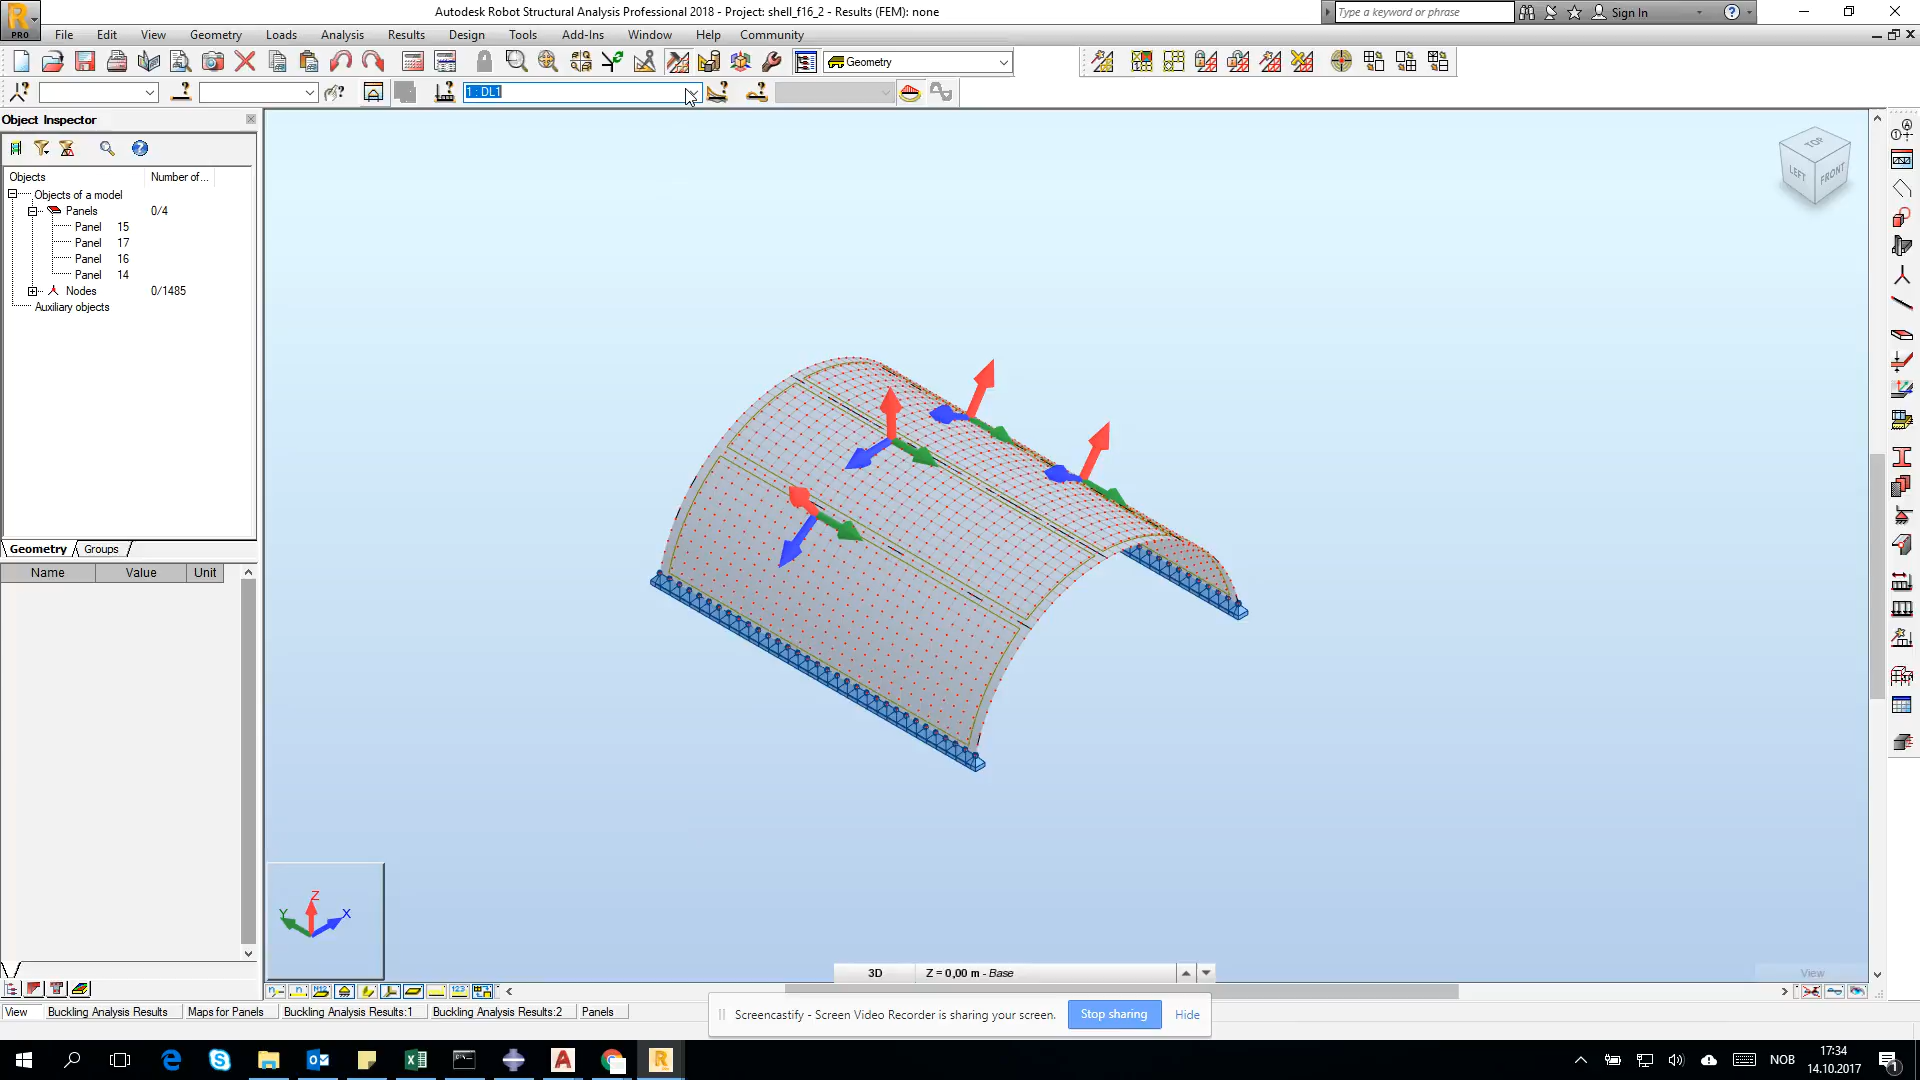 Autodesk Robot Structural Analysis Professional 2018 - Project: shell_f16_2 - Results (FEM): none
Type a keyword or phrase
Sign In
PRO
File Edit View Geometry Loads Analysis Results Design Tools Add-Ins Window Help Community
Geometry
1 : DL1
Object Inspector
Objects Number of...
Objects of a model
Panels 0/4
Panel 15
Panel 17
Panel 16
Panel 14
Nodes 0/1485
Auxiliary objects
Geometry Groups
Name Value Unit
TOP
LEFT FRONT
Z
Y X
3D Z = 0,00 m - Base
View
View Buckling Analysis Results Maps for Panels Buckling Analysis Results:1 Buckling Analysis Results:2 Panels
Screencastify - Screen Video Recorder is sharing your screen. Stop sharing Hide
NOB
17:34
14.10.2017
1